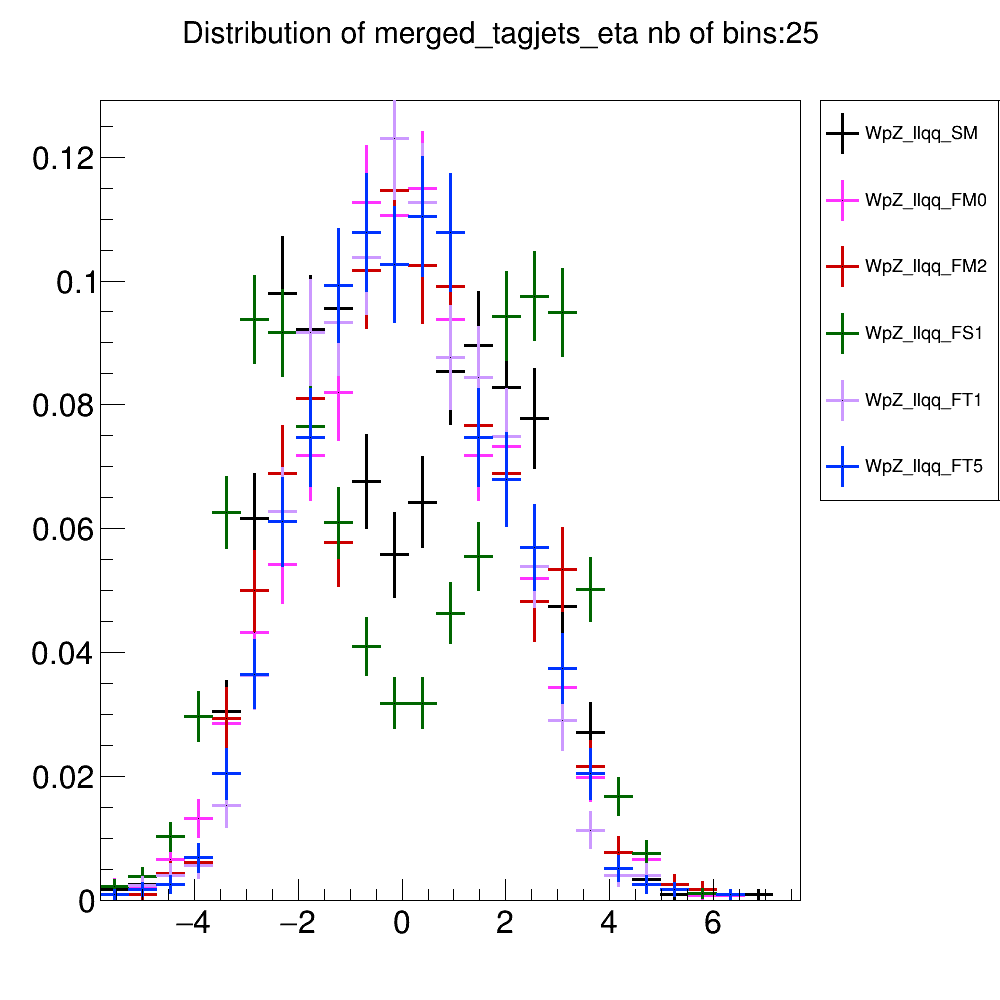 Distribution of merged_tagjets_eta nb of bins:25
WpZ_llqq_SM
WpZ_llqq_FM0
WpZ_llqq_FM2
WpZ_llqq_FS1
WpZ_llqq_FT1
WpZ_llqq_FT5
0.12
0.1
0.08
0.06
0.04
0.02
0
−4 −2 0 2 4 6